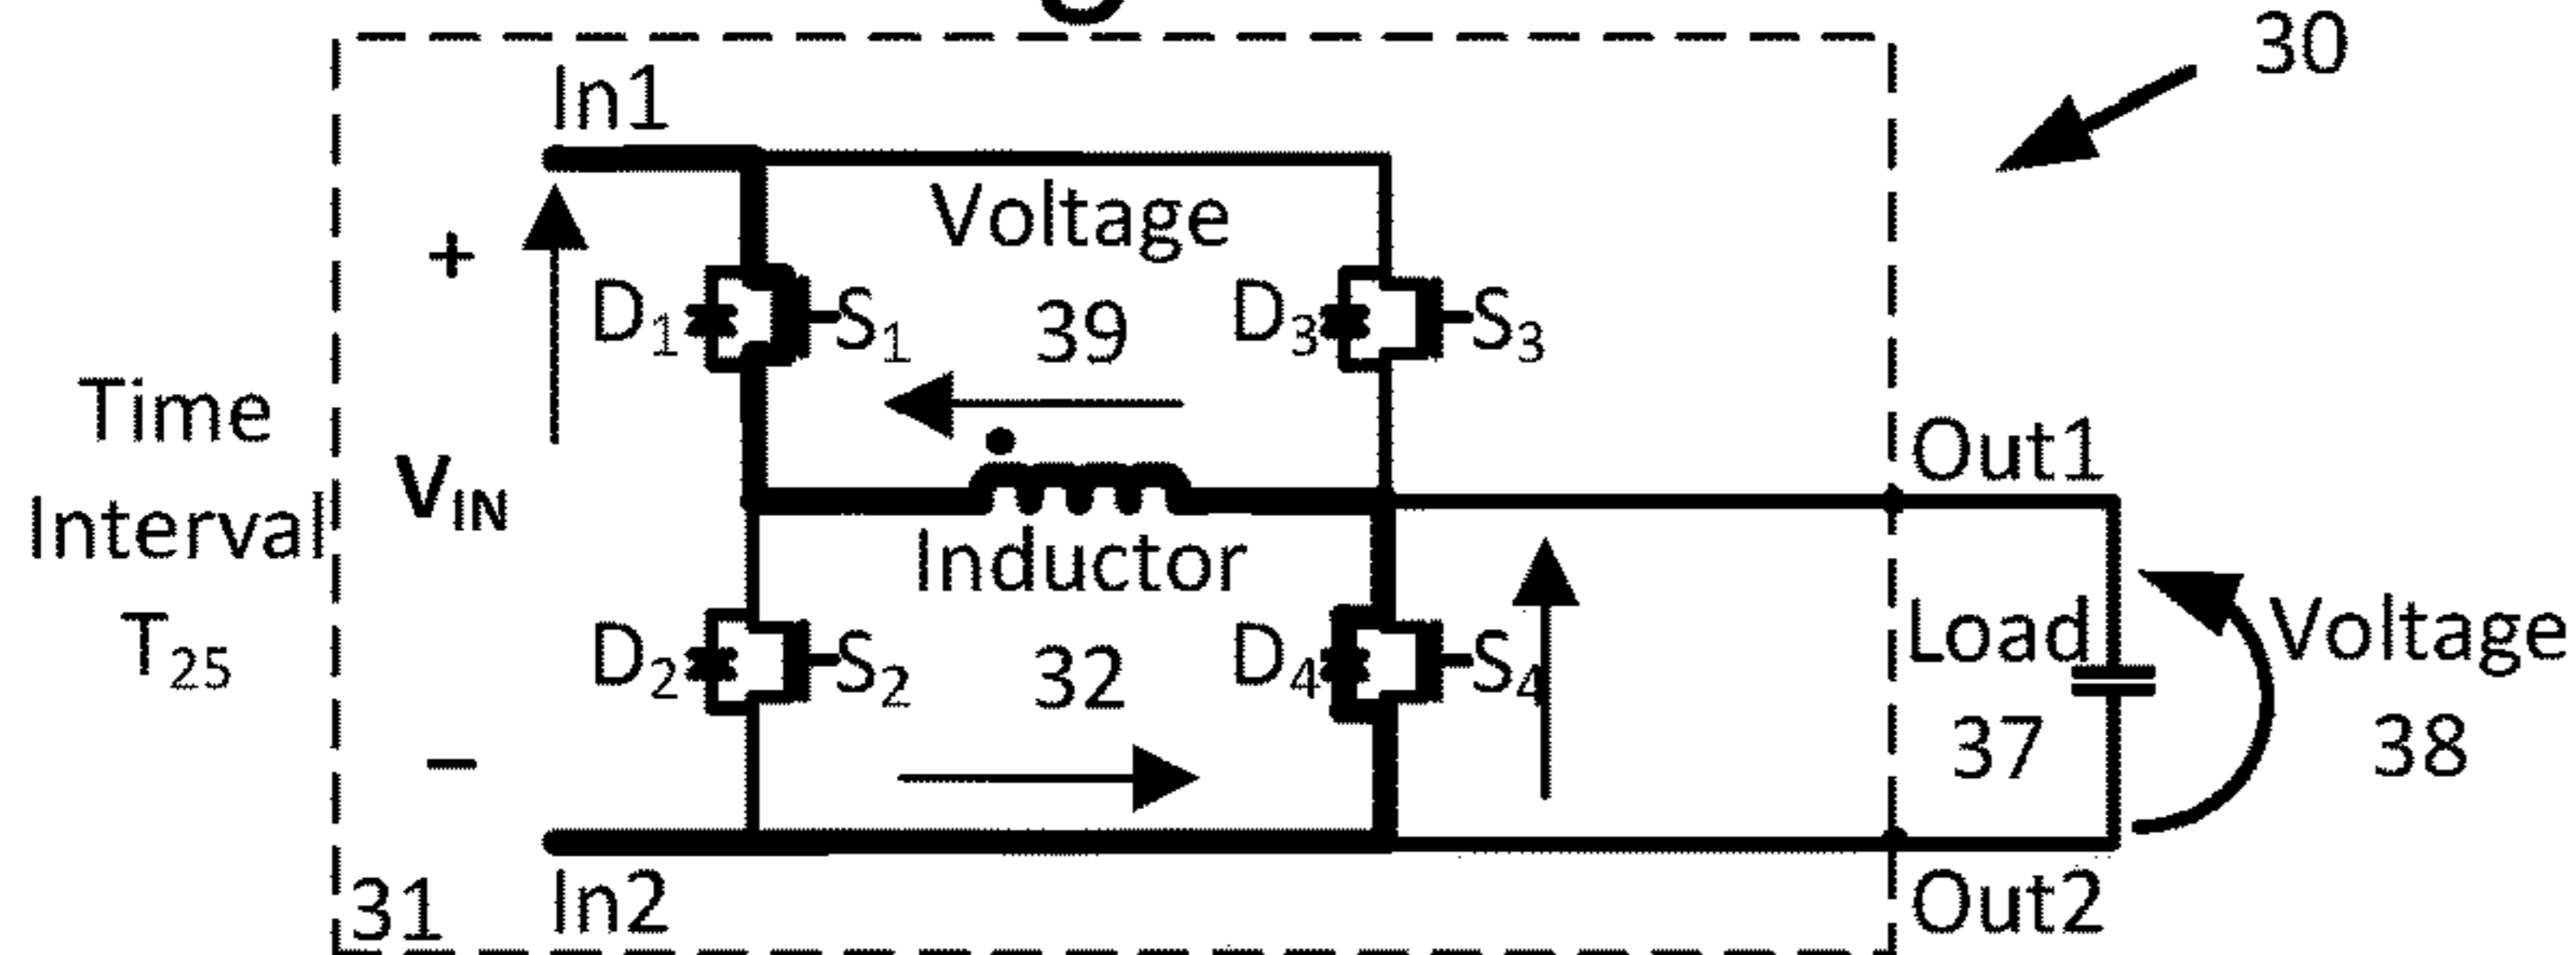 30
In1
+
Voltage
39
D1
S1
D3
S3
Time
Interval
T25
VIN
Out1
Inductor
32
D2
S2
D4
S4
Load
37
Voltage
38
−
31
In2
Out2